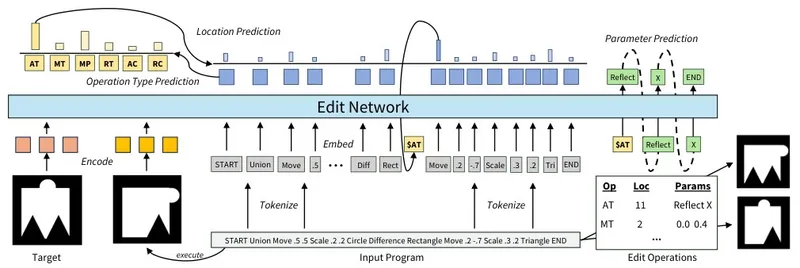 Location Prediction
Parameter Prediction
AT MT MP RT AC RC
Operation Type Prediction
Reflect X END
Edit Network
Encode
Embed
$AT
$AT Reflect X
START Union Move .5 ... Diff Rect
Move .2 -.7 Scale .3 .2 Tri END
Tokenize
Tokenize
Op Loc Params
AT 11 Reflect X
MT 2 0.0 0.4
...
START Union Move .5 .5 Scale .2 .2 Circle Difference Rectangle Move .2 -.7 Scale .3 .2 Triangle END
execute
Target
Input Program
Edit Operations